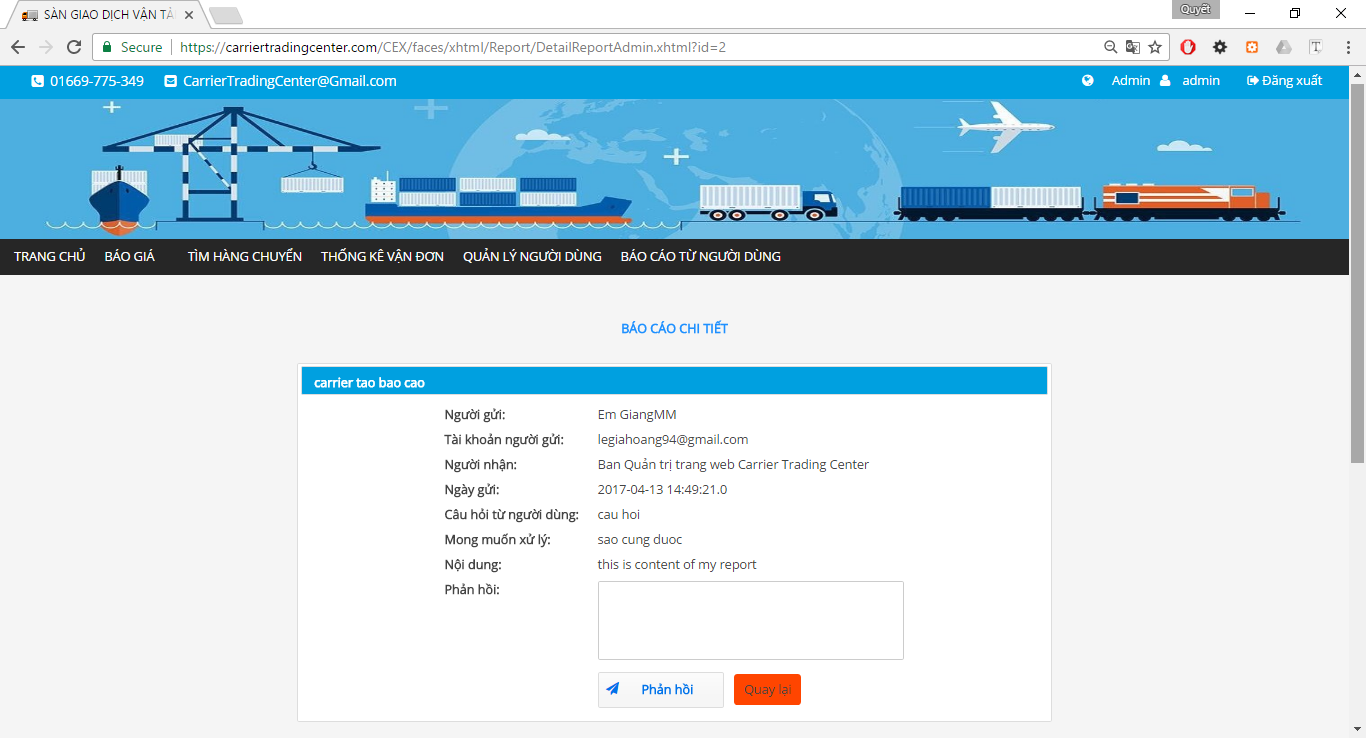 SÀN GIAO DỊCH VẬN TẢ
Quyết
Secure https://carriertradingcenter.com/CEX/faces/xhtml/Report/DetailReportAdmin.xhtml?id=2
01669-775-349 CarrierTradingCenter@Gmail.com Admin admin Đăng xuất
TRANG CHỦ BÁO GIÁ TÌM HÀNG CHUYỂN THỐNG KÊ VẬN ĐƠN QUẢN LÝ NGƯỜI DÙNG BÁO CÁO TỪ NGƯỜI DÙNG
BÁO CÁO CHI TIẾT
carrier tao bao cao
Người gửi: Em GiangMM
Tài khoản người gửi: legiahoang94@gmail.com
Người nhận: Ban Quản trị trang web Carrier Trading Center
Ngày gửi: 2017-04-13 14:49:21.0
Câu hỏi từ người dùng: cau hoi
Mong muốn xử lý: sao cung duoc
Nội dung: this is content of my report
Phản hồi:
Phản hồi Quay lại